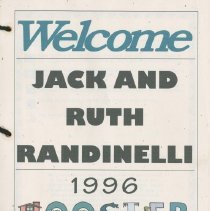 Welcome
JACK AND
RUTH
RANDINELLI
1996